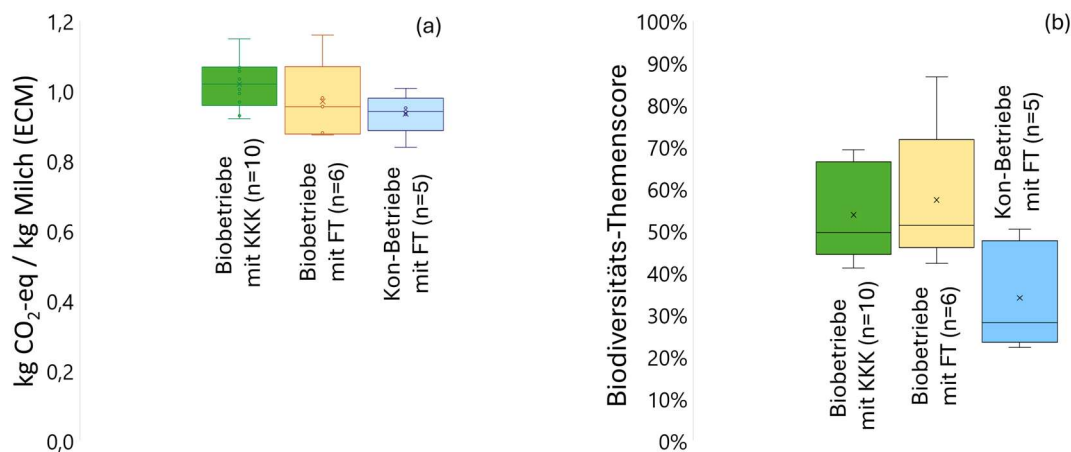 kg CO₂-eq / kg Milch (ECM)
1,2
1,0
0,8
0,6
0,4
0,2
0,0
(a)
Biobetriebe
mit KKK (n=10)
Biobetriebe
mit FT (n=6)
Kon-Betriebe
mit FT (n=5)
Biodiversitäts-Themenscore
100%
90%
80%
70%
60%
50%
40%
30%
20%
10%
0%
(b)
Biobetriebe
mit KKK (n=10)
Biobetriebe
mit FT (n=6)
Kon-Betriebe
mit FT (n=5)